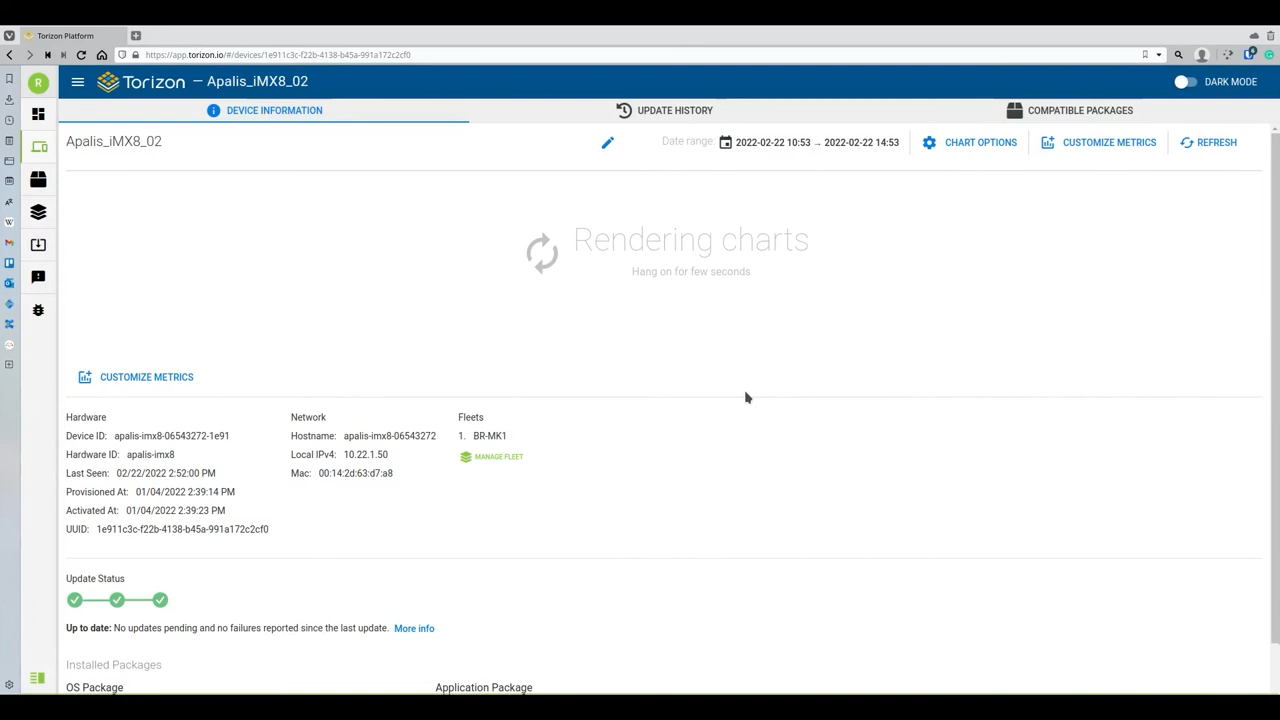 Torizon Platform
https://app.torizon.io/#/devices/1e911c3c-f22b-4138-b45a-991a172c2cf0
R
Torizon — Apalis_iMX8_02
DARK MODE
DEVICE INFORMATION
UPDATE HISTORY
COMPATIBLE PACKAGES
Apalis_iMX8_02
Date range: 2022-02-22 10:53 → 2022-02-22 14:53
CHART OPTIONS
CUSTOMIZE METRICS
REFRESH
Rendering charts
Hang on for few seconds
CUSTOMIZE METRICS
Hardware
Device ID: apalis-imx8-06543272-1e91
Hardware ID: apalis-imx8
Last Seen: 02/22/2022 2:52:00 PM
Provisioned At: 01/04/2022 2:39:14 PM
Activated At: 01/04/2022 2:39:23 PM
UUID: 1e911c3c-f22b-4138-b45a-991a172c2cf0
Network
Hostname: apalis-imx8-06543272
Local IPv4: 10.22.1.50
Mac: 00:14:2d:63:d7:a8
Fleets
1. BR-MK1
MANAGE FLEET
Update Status
Up to date: No updates pending and no failures reported since the last update. More info
Installed Packages
OS Package
Application Package